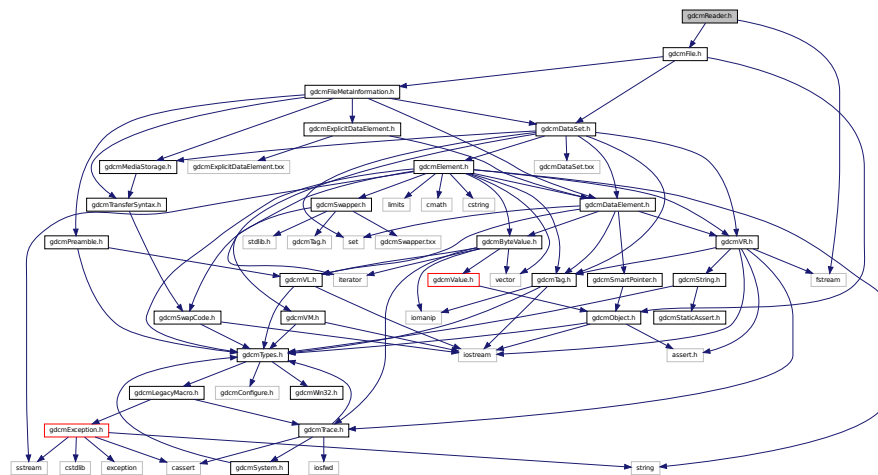 gdcmReader.h
gdcmFile.h
gdcmFileMetaInformation.h
gdcmExplicitDataElement.h
gdcmDataSet.h
gdcmMediaStorage.h
gdcmExplicitDataElement.txx
gdcmElement.h
gdcmDataSet.txx
gdcmTransferSyntax.h
gdcmSwapper.h
limits
cmath
cstring
gdcmDataElement.h
gdcmPreamble.h
stdlib.h
gdcmTag.h
set
gdcmSwapper.txx
gdcmByteValue.h
gdcmVR.h
gdcmVL.h
iterator
gdcmValue.h
vector
gdcmTag.h
gdcmSmartPointer.h
gdcmString.h
fstream
gdcmSwapCode.h
gdcmVM.h
iomanip
gdcmObject.h
gdcmStaticAssert.h
gdcmTypes.h
iostream
assert.h
gdcmLegacyMacro.h
gdcmConfigure.h
gdcmWin32.h
gdcmException.h
gdcmTrace.h
sstream
cstdlib
exception
cassert
gdcmSystem.h
iosfwd
string